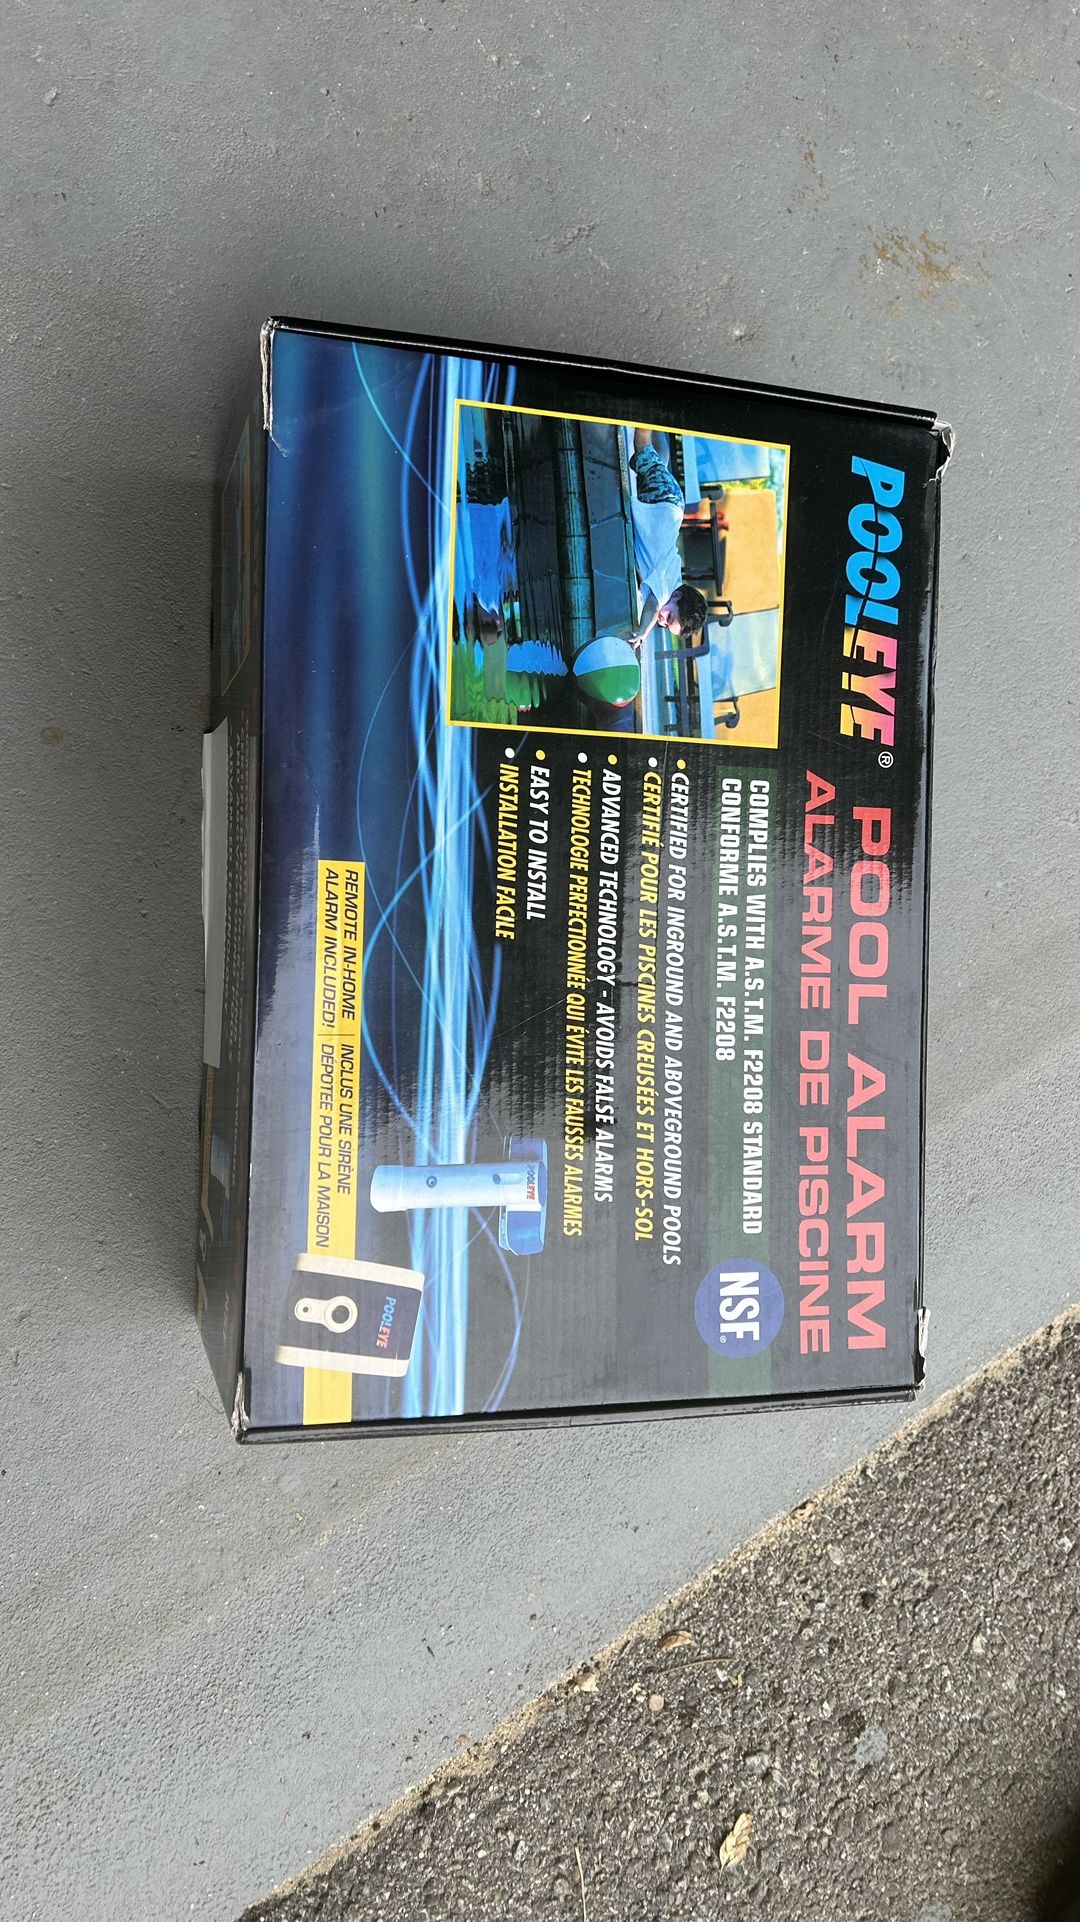 POOLEYE® POOL ALARM
ALARME DE PISCINE
COMPLIES WITH A.S.T.M. F2208 STANDARD
CONFORME A.S.T.M. F2208
NSF®
• CERTIFIED FOR INGROUND AND ABOVEGROUND POOLS
• CERTIFIÉ POUR LES PISCINES CREUSÉES ET HORS-SOL
• ADVANCED TECHNOLOGY - AVOIDS FALSE ALARMS
• TECHNOLOGIE PERFECTIONNÉE QUI ÉVITE LES FAUSSES ALARMES
• EASY TO INSTALL
• INSTALLATION FACILE
POOLEYE
POOLEYE
REMOTE IN-HOME
ALARM INCLUDED!
INCLUS UNE SIRÈNE
DÉPOTEE POUR LA MAISON